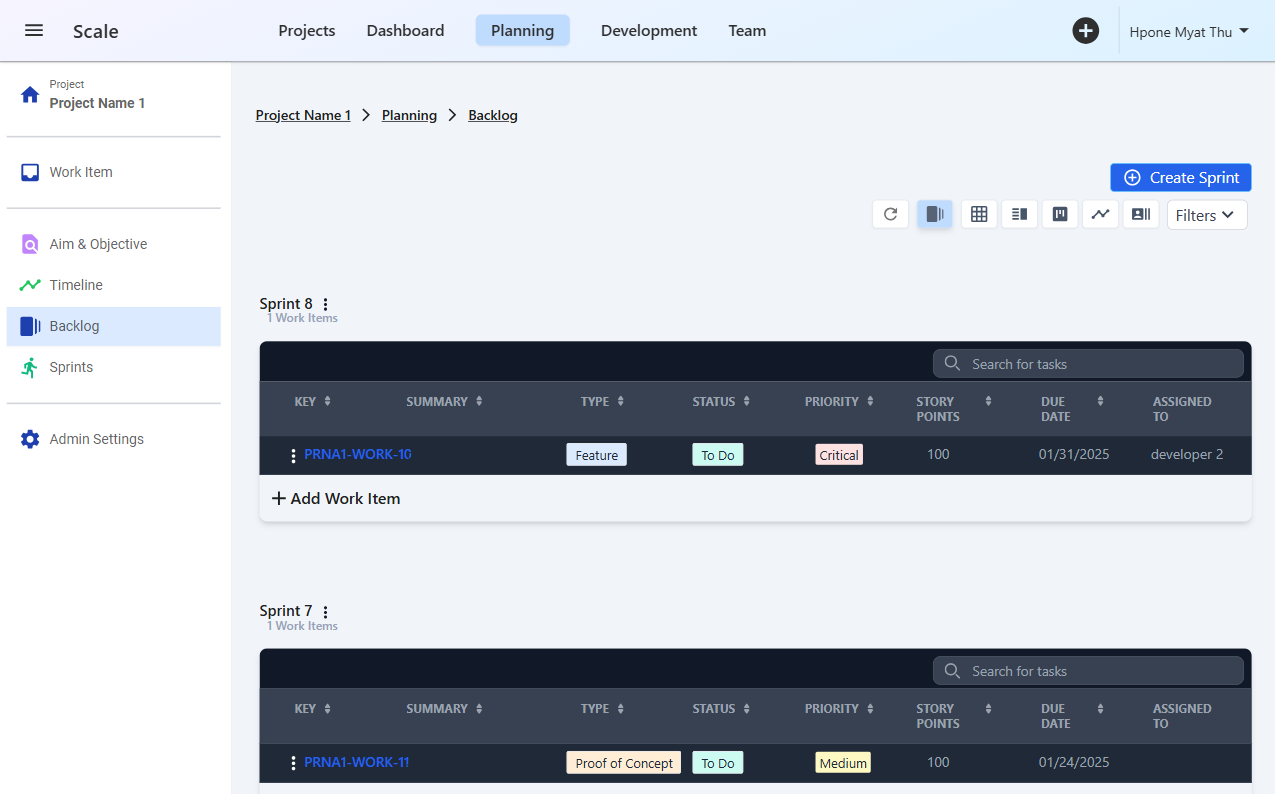 Scale
Projects Dashboard Planning Development Team
Hpone Myat Thu
Project
Project Name 1
Work Item
Aim & Objective
Timeline
Backlog
Sprints
Admin Settings
Project Name 1 Planning Backlog
Create Sprint
Filters
Sprint 8
1 Work Items
Search for tasks
KEY SUMMARY TYPE STATUS PRIORITY STORY POINTS DUE DATE ASSIGNED TO
PRNA1-WORK-10 Feature To Do Critical 100 01/31/2025 developer 2
Add Work Item
Sprint 7
1 Work Items
Search for tasks
KEY SUMMARY TYPE STATUS PRIORITY STORY POINTS DUE DATE ASSIGNED TO
PRNA1-WORK-11 Proof of Concept To Do Medium 100 01/24/2025